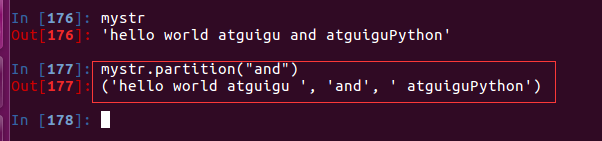 In [176]: mystr
Out[176]: 'hello world atguigu and atguiguPython'
In [177]: mystr.partition("and")
Out[177]: ('hello world atguigu ', 'and', ' atguiguPython')
In [178]: